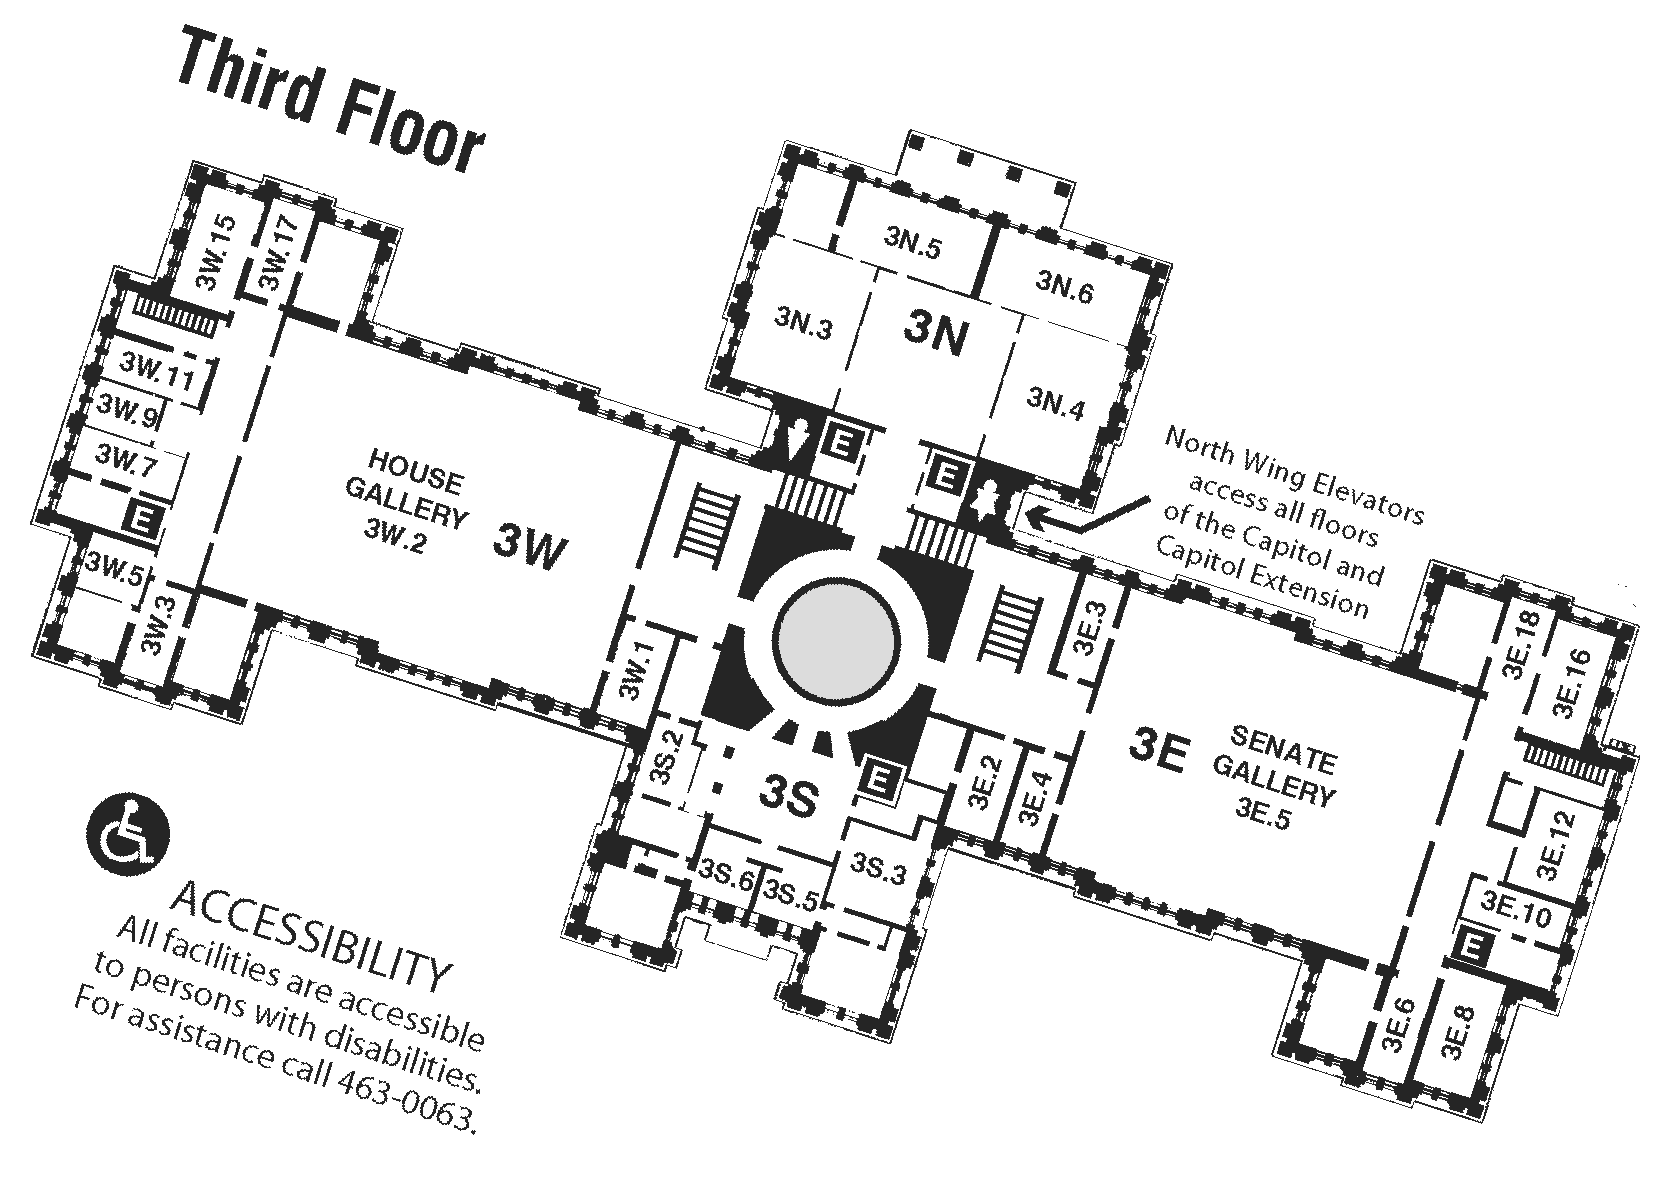 Third Floor
3W.15
3W.17
3W.11
3W.9
3W.7
E
3W.5
3W.3
HOUSE
GALLERY
3W.2
3W
3W.1
3N.5
3N.6
3N.3
3N
3N.4
E
E
North Wing Elevators
access all floors
of the Capitol and
Capitol Extension
3E.3
3E.18
3E.16
3E
SENATE
GALLERY
3E.5
3E.2
3E.4
3E.12
3E.10
E
3E.6
3E.8
3S.2
3S
E
3S.6
3S.5
3S.3
ACCESSIBILITY
All facilities are accessible
to persons with disabilities.
For assistance call 463-0063.